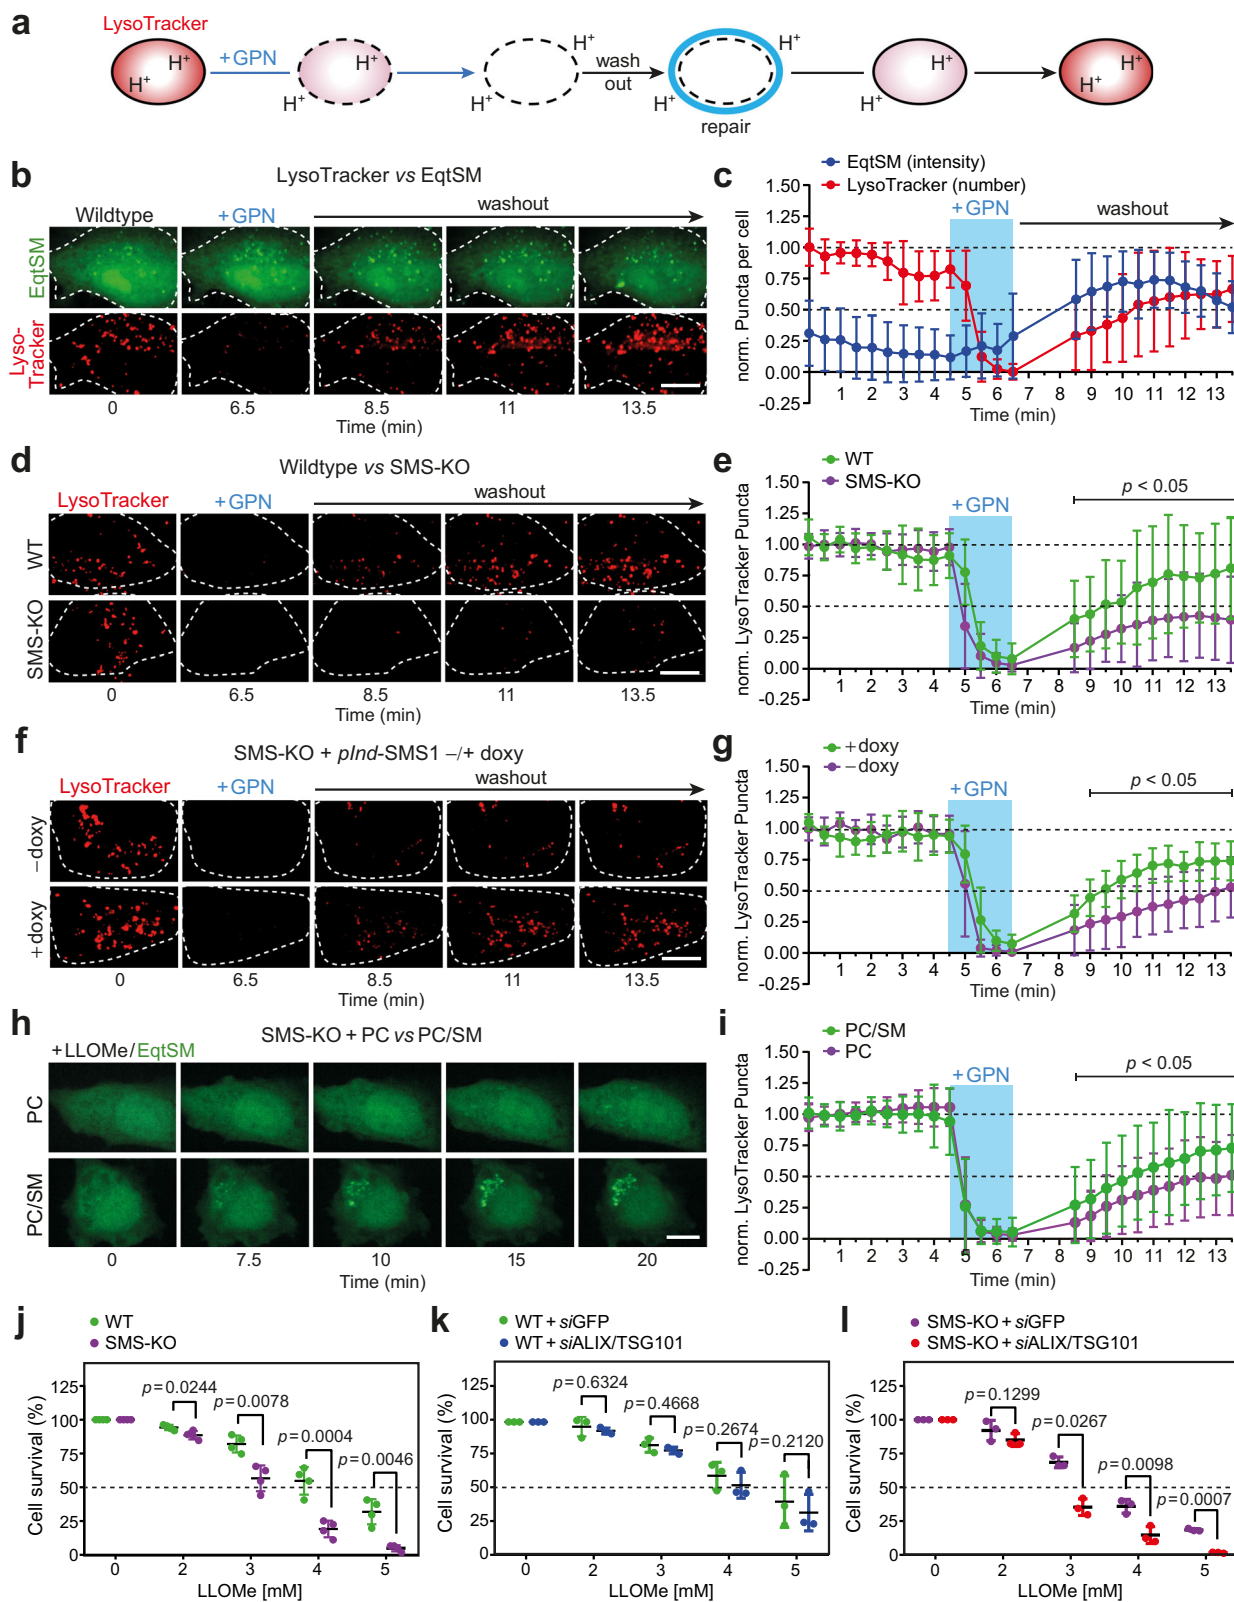 a
LysoTracker
H+ H+ +GPN H+ H+ H+ H+ wash out H+ H+ repair H+ H+ H+ H+
b
LysoTracker vs EqtSM
Wildtype +GPN washout
EqtSM
Lyso-Tracker
0 6.5 8.5 11 13.5
Time (min)
c
EqtSM (intensity)
LysoTracker (number)
+GPN washout
norm. Puncta per cell
1.50
1.25
1.00
0.75
0.50
0.25
0.00
-0.25
1 2 3 4 5 6 7 8 9 10 11 12 13
Time (min)
d
Wildtype vs SMS-KO
LysoTracker +GPN washout
WT
SMS-KO
0 6.5 8.5 11 13.5
Time (min)
e
WT
SMS-KO
+GPN p < 0.05
norm. LysoTracker Puncta
1.50
1.25
1.00
0.75
0.50
0.25
0.00
-0.25
1 2 3 4 5 6 7 8 9 10 11 12 13
Time (min)
f
SMS-KO + pInd-SMS1 –/+ doxy
LysoTracker +GPN washout
–doxy
+doxy
0 6.5 8.5 11 13.5
Time (min)
g
+doxy
–doxy
+GPN p < 0.05
norm. LysoTracker Puncta
1.50
1.25
1.00
0.75
0.50
0.25
0.00
-0.25
1 2 3 4 5 6 7 8 9 10 11 12 13
Time (min)
h
SMS-KO + PC vs PC/SM
+LLOMe/EqtSM
PC
PC/SM
0 7.5 10 15 20
Time (min)
i
PC/SM
PC
+GPN p < 0.05
norm. LysoTracker Puncta
1.50
1.25
1.00
0.75
0.50
0.25
0.00
-0.25
1 2 3 4 5 6 7 8 9 10 11 12 13
Time (min)
j
WT
SMS-KO
Cell survival (%)
125
100
75
50
25
0
p=0.0244
p=0.0078
p=0.0004
p=0.0046
0 2 3 4 5
LLOMe [mM]
k
WT + siGFP
WT + siALIX/TSG101
Cell survival (%)
125
100
75
50
25
0
p=0.6324
p=0.4668
p=0.2674
p=0.2120
0 2 3 4 5
LLOMe [mM]
l
SMS-KO + siGFP
SMS-KO + siALIX/TSG101
Cell survival (%)
125
100
75
50
25
0
p=0.1299
p=0.0267
p=0.0098
p=0.0007
0 2 3 4 5
LLOMe [mM]